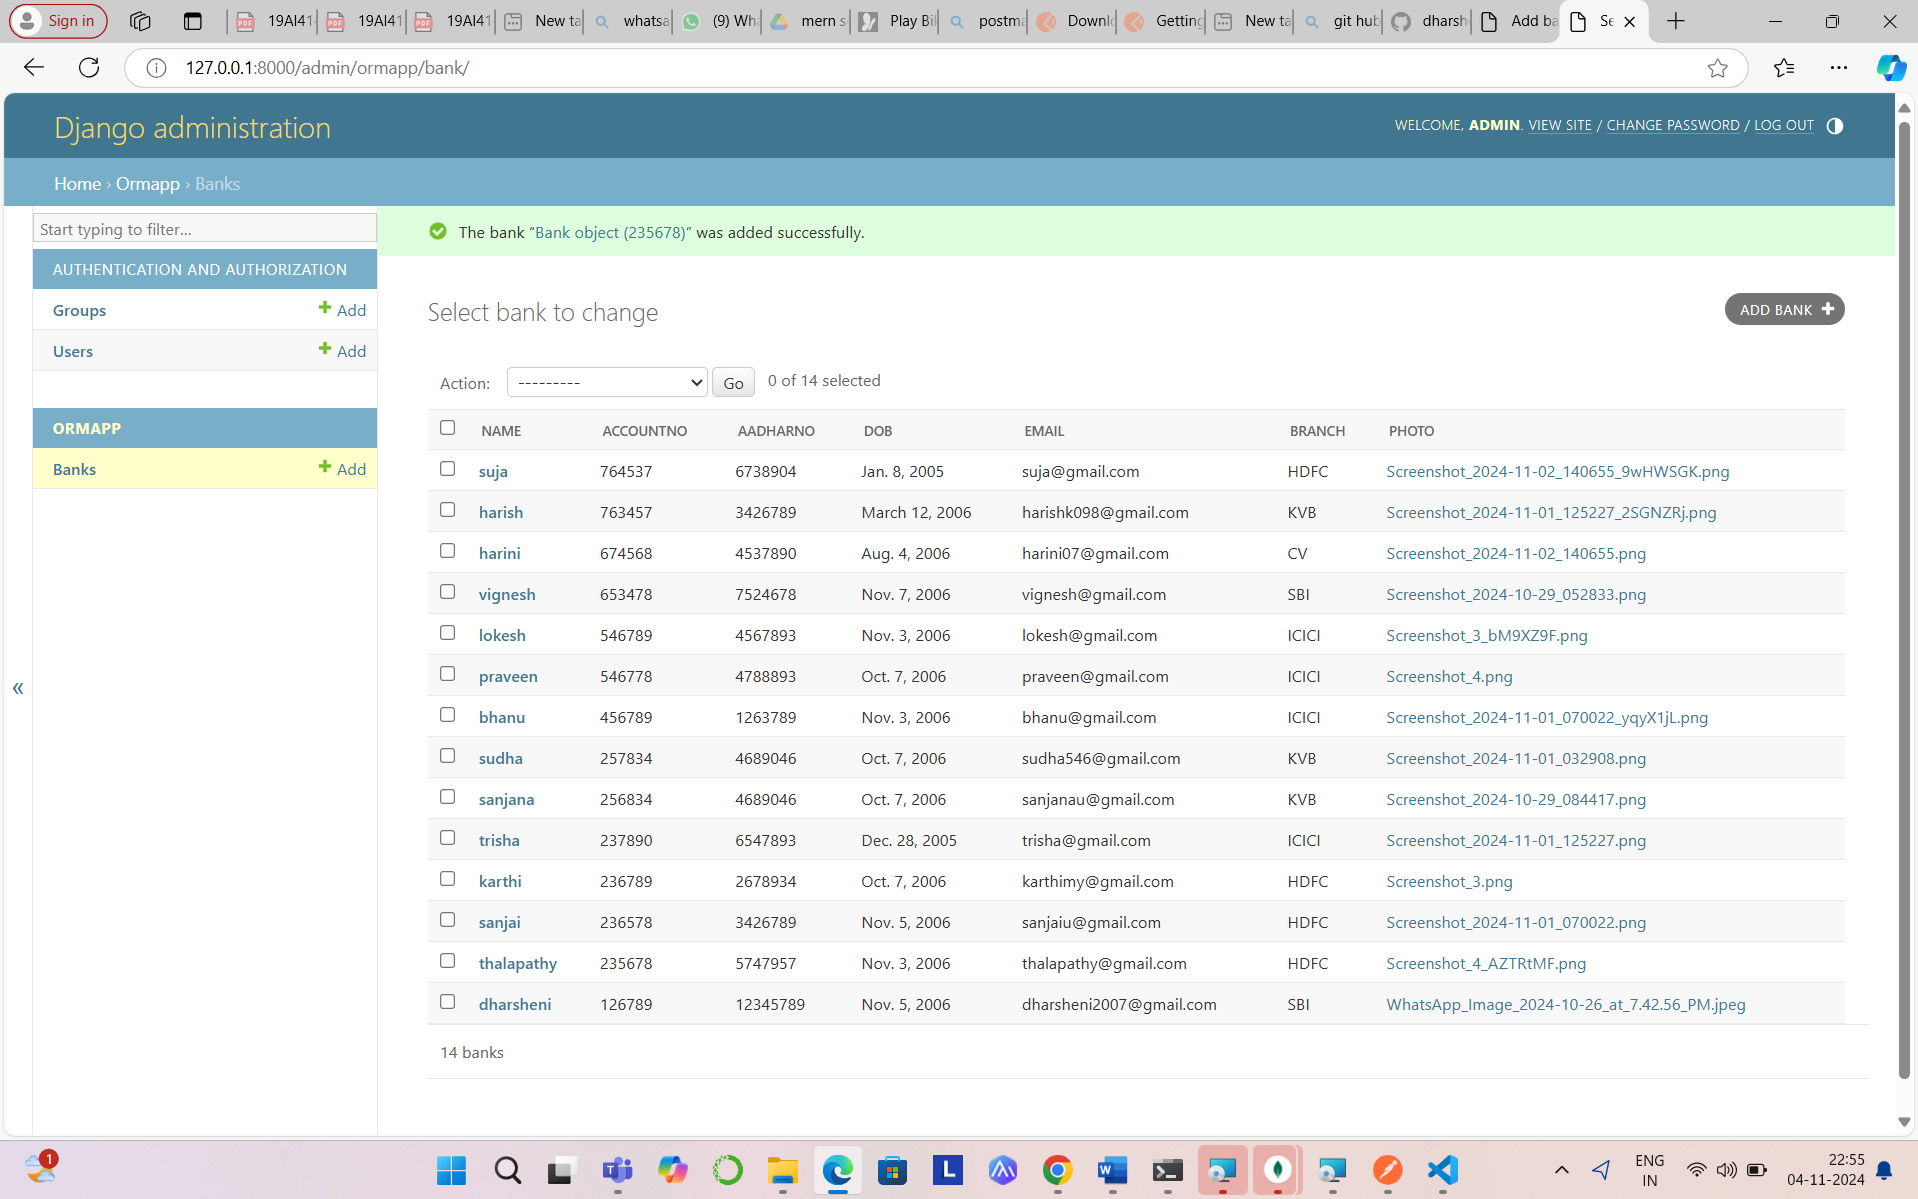 Sign in
19AI41
19AI41
19AI41
New ta
whatsa
(9) Wha
mern s
Play Bi
postma
Downlo
Getting
New ta
git hub
dharsh
Add ba
Se
127.0.0.1:8000/admin/ormapp/bank/
Django administration
WELCOME, ADMIN. VIEW SITE / CHANGE PASSWORD / LOG OUT
Home › Ormapp › Banks
Start typing to filter...
The bank “Bank object (235678)” was added successfully.
AUTHENTICATION AND AUTHORIZATION
Groups Add
Users Add
ORMAPP
Banks Add
«
Select bank to change
ADD BANK
Action: --------- Go 0 of 14 selected
NAME ACCOUNTNO AADHARNO DOB EMAIL BRANCH PHOTO
suja 764537 6738904 Jan. 8, 2005 suja@gmail.com HDFC Screenshot_2024-11-02_140655_9wHWSGK.png
harish 763457 3426789 March 12, 2006 harishk098@gmail.com KVB Screenshot_2024-11-01_125227_2SGNZRj.png
harini 674568 4537890 Aug. 4, 2006 harini07@gmail.com CV Screenshot_2024-11-02_140655.png
vignesh 653478 7524678 Nov. 7, 2006 vignesh@gmail.com SBI Screenshot_2024-10-29_052833.png
lokesh 546789 4567893 Nov. 3, 2006 lokesh@gmail.com ICICI Screenshot_3_bM9XZ9F.png
praveen 546778 4788893 Oct. 7, 2006 praveen@gmail.com ICICI Screenshot_4.png
bhanu 456789 1263789 Nov. 3, 2006 bhanu@gmail.com ICICI Screenshot_2024-11-01_070022_yqyX1jL.png
sudha 257834 4689046 Oct. 7, 2006 sudha546@gmail.com KVB Screenshot_2024-11-01_032908.png
sanjana 256834 4689046 Oct. 7, 2006 sanjanau@gmail.com KVB Screenshot_2024-10-29_084417.png
trisha 237890 6547893 Dec. 28, 2005 trisha@gmail.com ICICI Screenshot_2024-11-01_125227.png
karthi 236789 2678934 Oct. 7, 2006 karthimy@gmail.com HDFC Screenshot_3.png
sanjai 236578 3426789 Nov. 5, 2006 sanjaiu@gmail.com HDFC Screenshot_2024-11-01_070022.png
thalapathy 235678 5747957 Nov. 3, 2006 thalapathy@gmail.com HDFC Screenshot_4_AZTRtMF.png
dharsheni 126789 12345789 Nov. 5, 2006 dharsheni2007@gmail.com SBI WhatsApp_Image_2024-10-26_at_7.42.56_PM.jpeg
14 banks
1
ENG
IN
22:55
04-11-2024